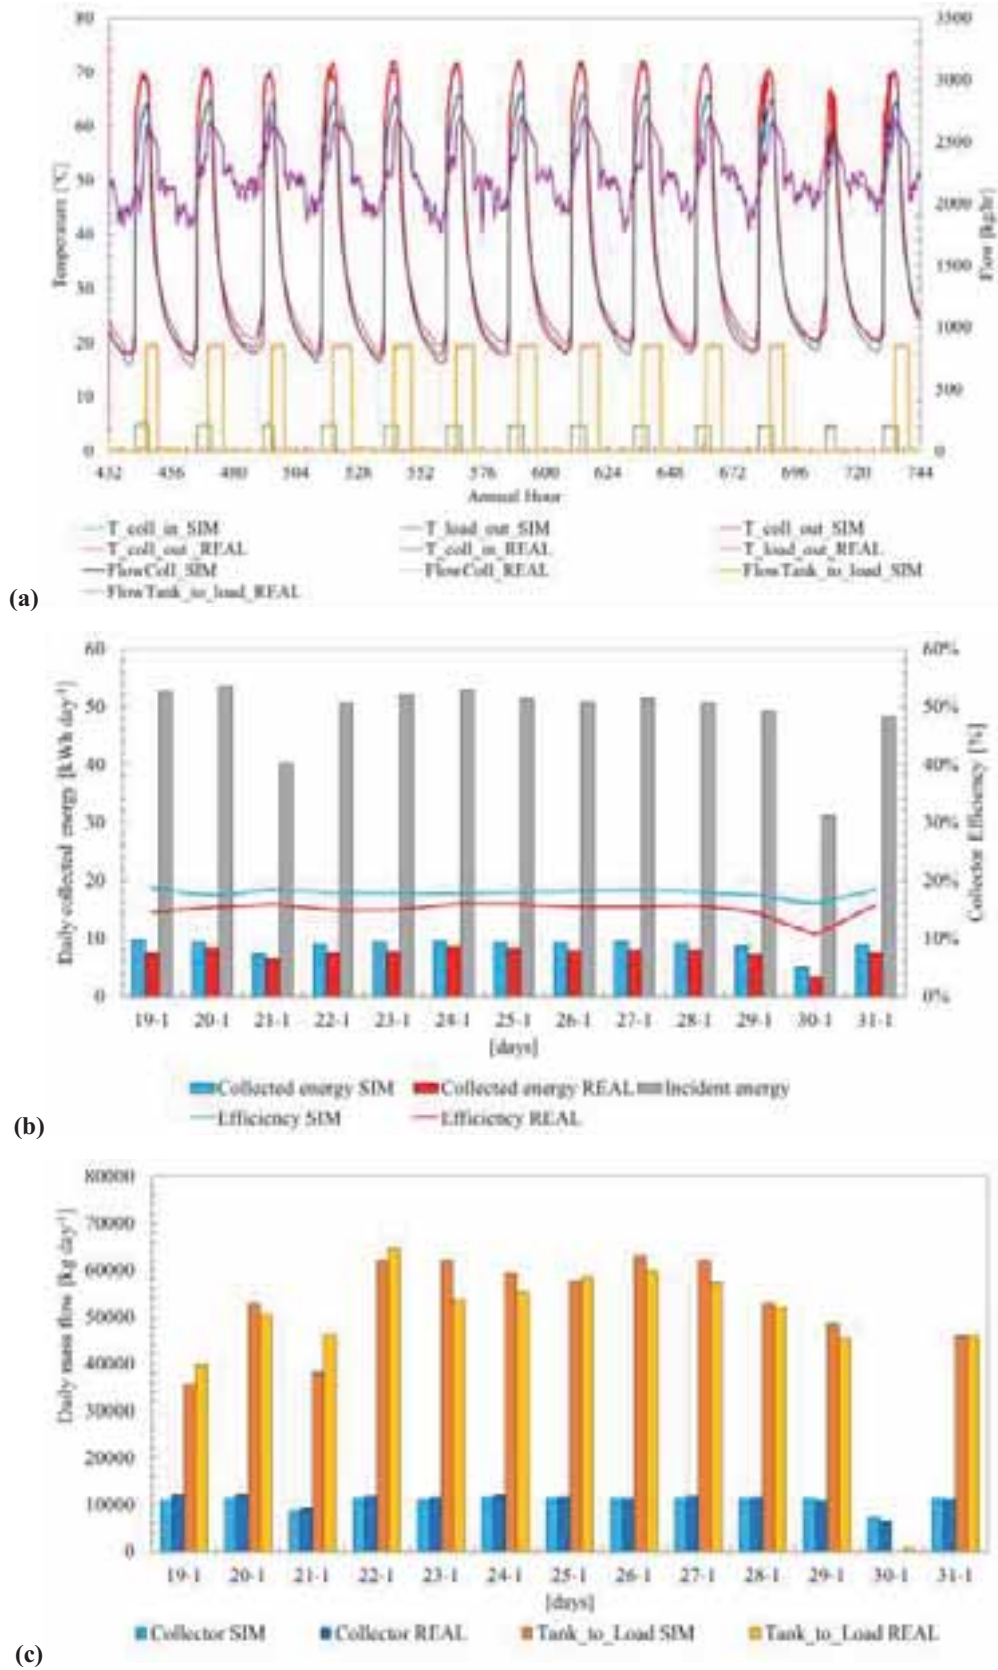 80
70
60
50
40
30
20
10
0
Temperature [°C]
3500
3000
2500
2000
1500
1000
500
0
Flow [kg/hr]
432 456 480 504 528 552 576 600 624 648 672 696 720 744
Annual Hour
T_coll_in_SIM T_load_out_SIM T_coll_out_SIM
T_coll_out_REAL T_coll_in_REAL T_load_out_REAL
FlowColl_SIM FlowColl_REAL FlowTank_to_load_SIM
FlowTank_to_load_REAL
(a)
60
50
40
30
20
10
0
Daily collected energy [kWh day⁻¹]
60%
50%
40%
30%
20%
10%
0%
Collector Efficiency [%]
19-1 20-1 21-1 22-1 23-1 24-1 25-1 26-1 27-1 28-1 29-1 30-1 31-1
[days]
Collected energy SIM Collected energy REAL Incident energy
Efficiency SIM Efficiency REAL
(b)
80000
70000
60000
50000
40000
30000
20000
10000
0
Daily mass flow [kg day⁻¹]
19-1 20-1 21-1 22-1 23-1 24-1 25-1 26-1 27-1 28-1 29-1 30-1 31-1
[days]
Collector SIM Collector REAL Tank_to_Load SIM Tank_to_Load REAL
(c)